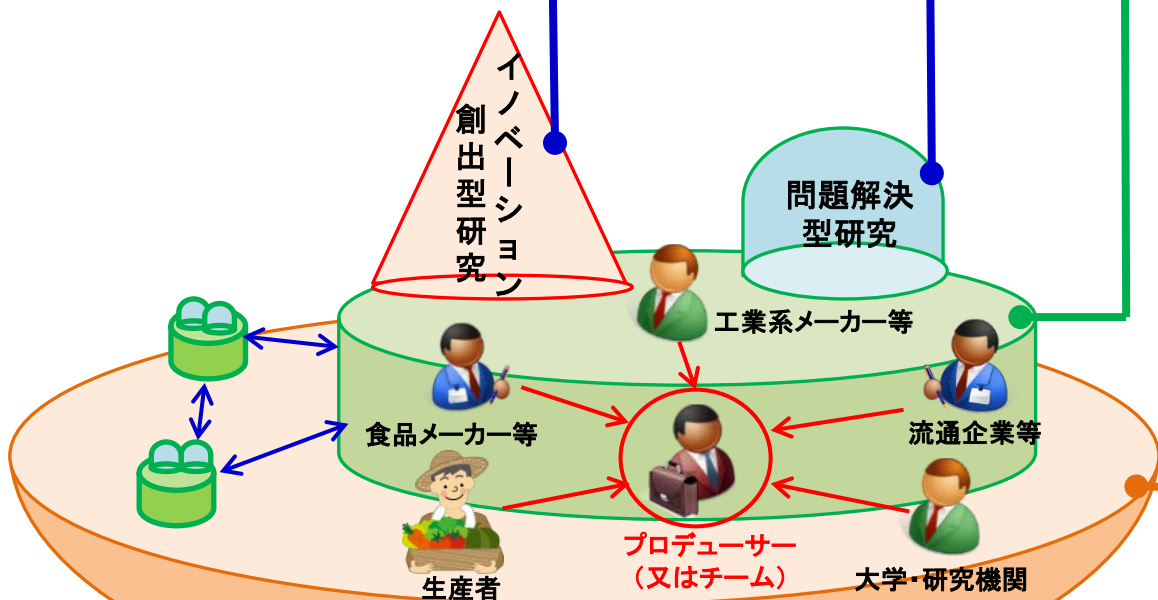 イノベーション
創出型研究
問題解決
型研究
工業系メーカー等
食品メーカー等
流通企業等
プロデューサー
（又はチーム）
生産者
大学・研究機関